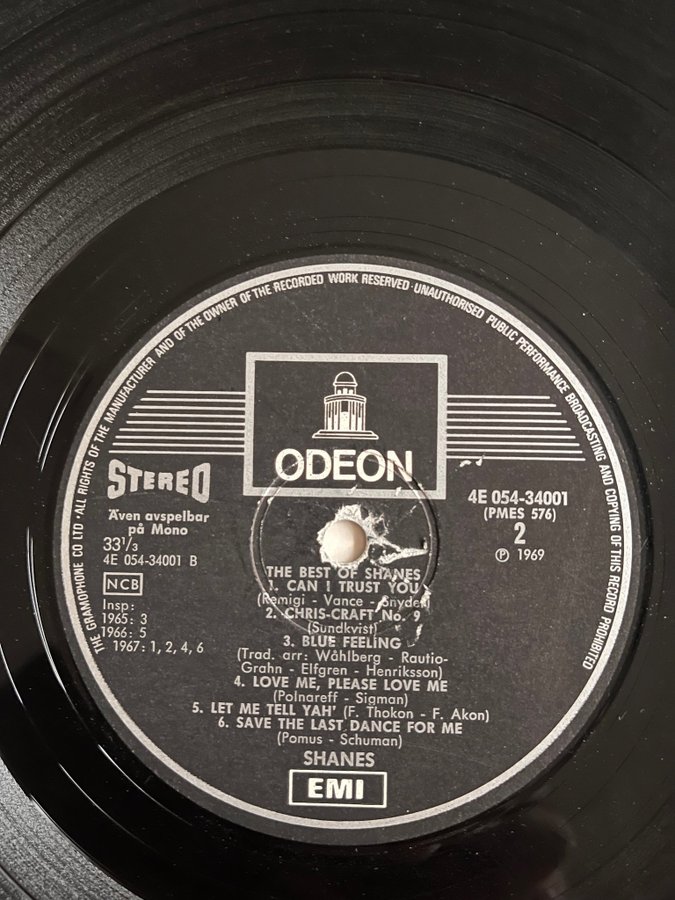 THE GRAMOPHONE CO LTD · ALL RIGHTS OF THE MANUFACTURER AND OF THE OWNER OF THE RECORDED WORK RESERVED · UNAUTHORISED PUBLIC PERFORMANCE BROADCASTING AND COPYING OF THIS RECORD PROHIBITED
ODEON
STEREO
Även avspelbar
på Mono
33 1/3
4E 054-34001 B
NCB
Insp:
1965: 3
1966: 5
1967: 1, 2, 4, 6
4E 054-34001
(PMES 576)
2
Ⓟ 1969
THE BEST OF SHANES
1. CAN I TRUST YOU
(Remigi - Vance - Snyder)
2. CHRIS-CRAFT No. 9
(Sundkvist)
3. BLUE FEELING
(Trad. arr: Wåhlberg - Rautio-
Grahn - Elfgren - Henriksson)
4. LOVE ME, PLEASE LOVE ME
(Polnareff - Sigman)
5. LET ME TELL YAH' (F. Thokon - F. Akon)
6. SAVE THE LAST DANCE FOR ME
(Pomus - Schuman)
SHANES
EMI